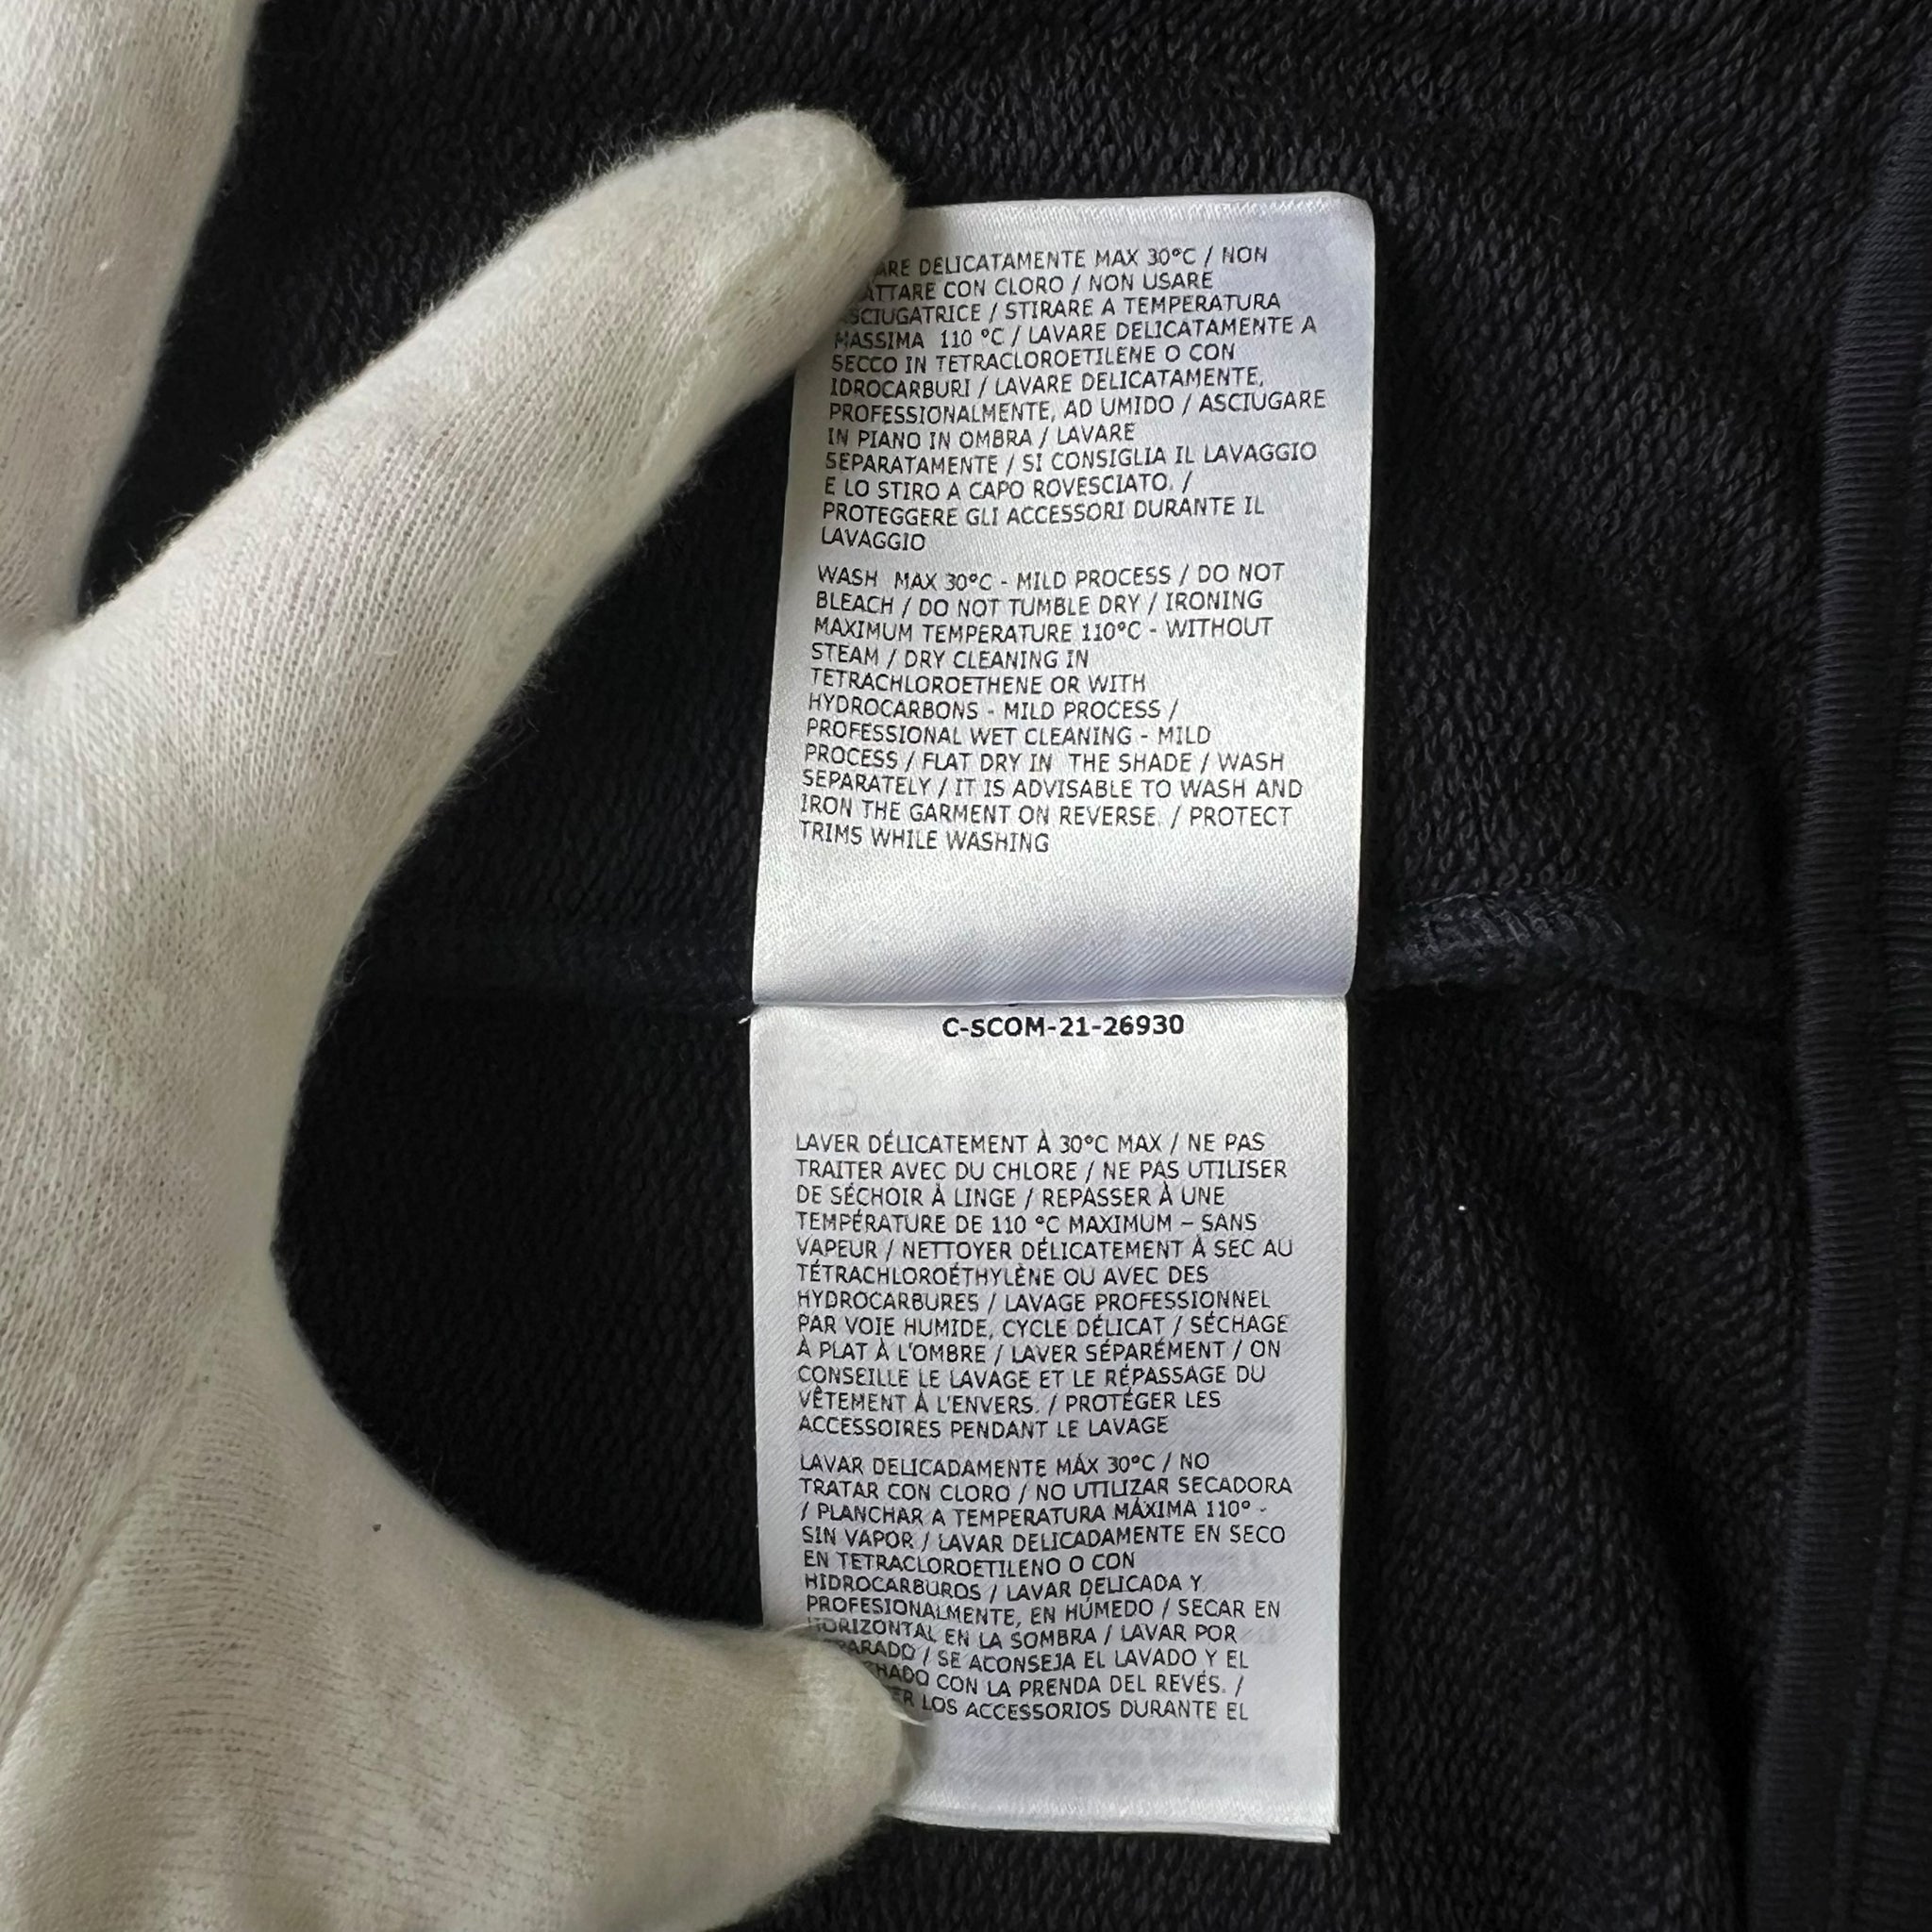 DELICATAMENTE MAX 30°C / NON
CON CLORO / NON USARE
/ STIRARE A TEMPERATURA
MASSIMA 110 °C / LAVARE DELICATAMENTE A
SECCO IN TETRACLOROETILENE O CON
IDROCARBURI / LAVARE DELICATAMENTE,
PROFESSIONALMENTE, AD UMIDO / ASCIUGARE
IN PIANO IN OMBRA / LAVARE
SEPARATAMENTE / SI CONSIGLIA IL LAVAGGIO
E LO STIRO A CAPO ROVESCIATO. /
PROTEGGERE GLI ACCESSORI DURANTE IL
LAVAGGIO
WASH MAX 30°C - MILD PROCESS / DO NOT
BLEACH / DO NOT TUMBLE DRY / IRONING
MAXIMUM TEMPERATURE 110°C - WITHOUT
STEAM / DRY CLEANING IN
TETRACHLOROETHENE OR WITH
HYDROCARBONS - MILD PROCESS /
PROFESSIONAL WET CLEANING - MILD
PROCESS / FLAT DRY IN THE SHADE / WASH
SEPARATELY / IT IS ADVISABLE TO WASH AND
IRON THE GARMENT ON REVERSE. / PROTECT
TRIMS WHILE WASHING
C-SCOM-21-26930
LAVER DÉLICATEMENT À 30°C MAX / NE PAS
TRAITER AVEC DU CHLORE / NE PAS UTILISER
DE SÉCHOIR À LINGE / REPASSER À UNE
TEMPÉRATURE DE 110 °C MAXIMUM – SANS
VAPEUR / NETTOYER DÉLICATEMENT À SEC AU
TÉTRACHLOROÉTHYLÈNE OU AVEC DES
HYDROCARBURES / LAVAGE PROFESSIONNEL
PAR VOIE HUMIDE, CYCLE DÉLICAT / SÉCHAGE
À PLAT À L'OMBRE / LAVER SÉPARÉMENT / ON
CONSEILLE LE LAVAGE ET LE RÉPASSAGE DU
VÊTEMENT À L'ENVERS. / PROTÉGER LES
ACCESSOIRES PENDANT LE LAVAGE
LAVAR DELICADAMENTE MÁX 30°C / NO
TRATAR CON CLORO / NO UTILIZAR SECADORA
/ PLANCHAR A TEMPERATURA MÁXIMA 110° -
SIN VAPOR / LAVAR DELICADAMENTE EN SECO
EN TETRACLOROETILENO O CON
HIDROCARBUROS / LAVAR DELICADA Y
PROFESIONALMENTE, EN HÚMEDO / SECAR EN
HORIZONTAL EN LA SOMBRA / LAVAR POR
/ SE ACONSEJA EL LAVADO Y EL
CON LA PRENDA DEL REVÉS. /
LOS ACCESSORIOS DURANTE EL